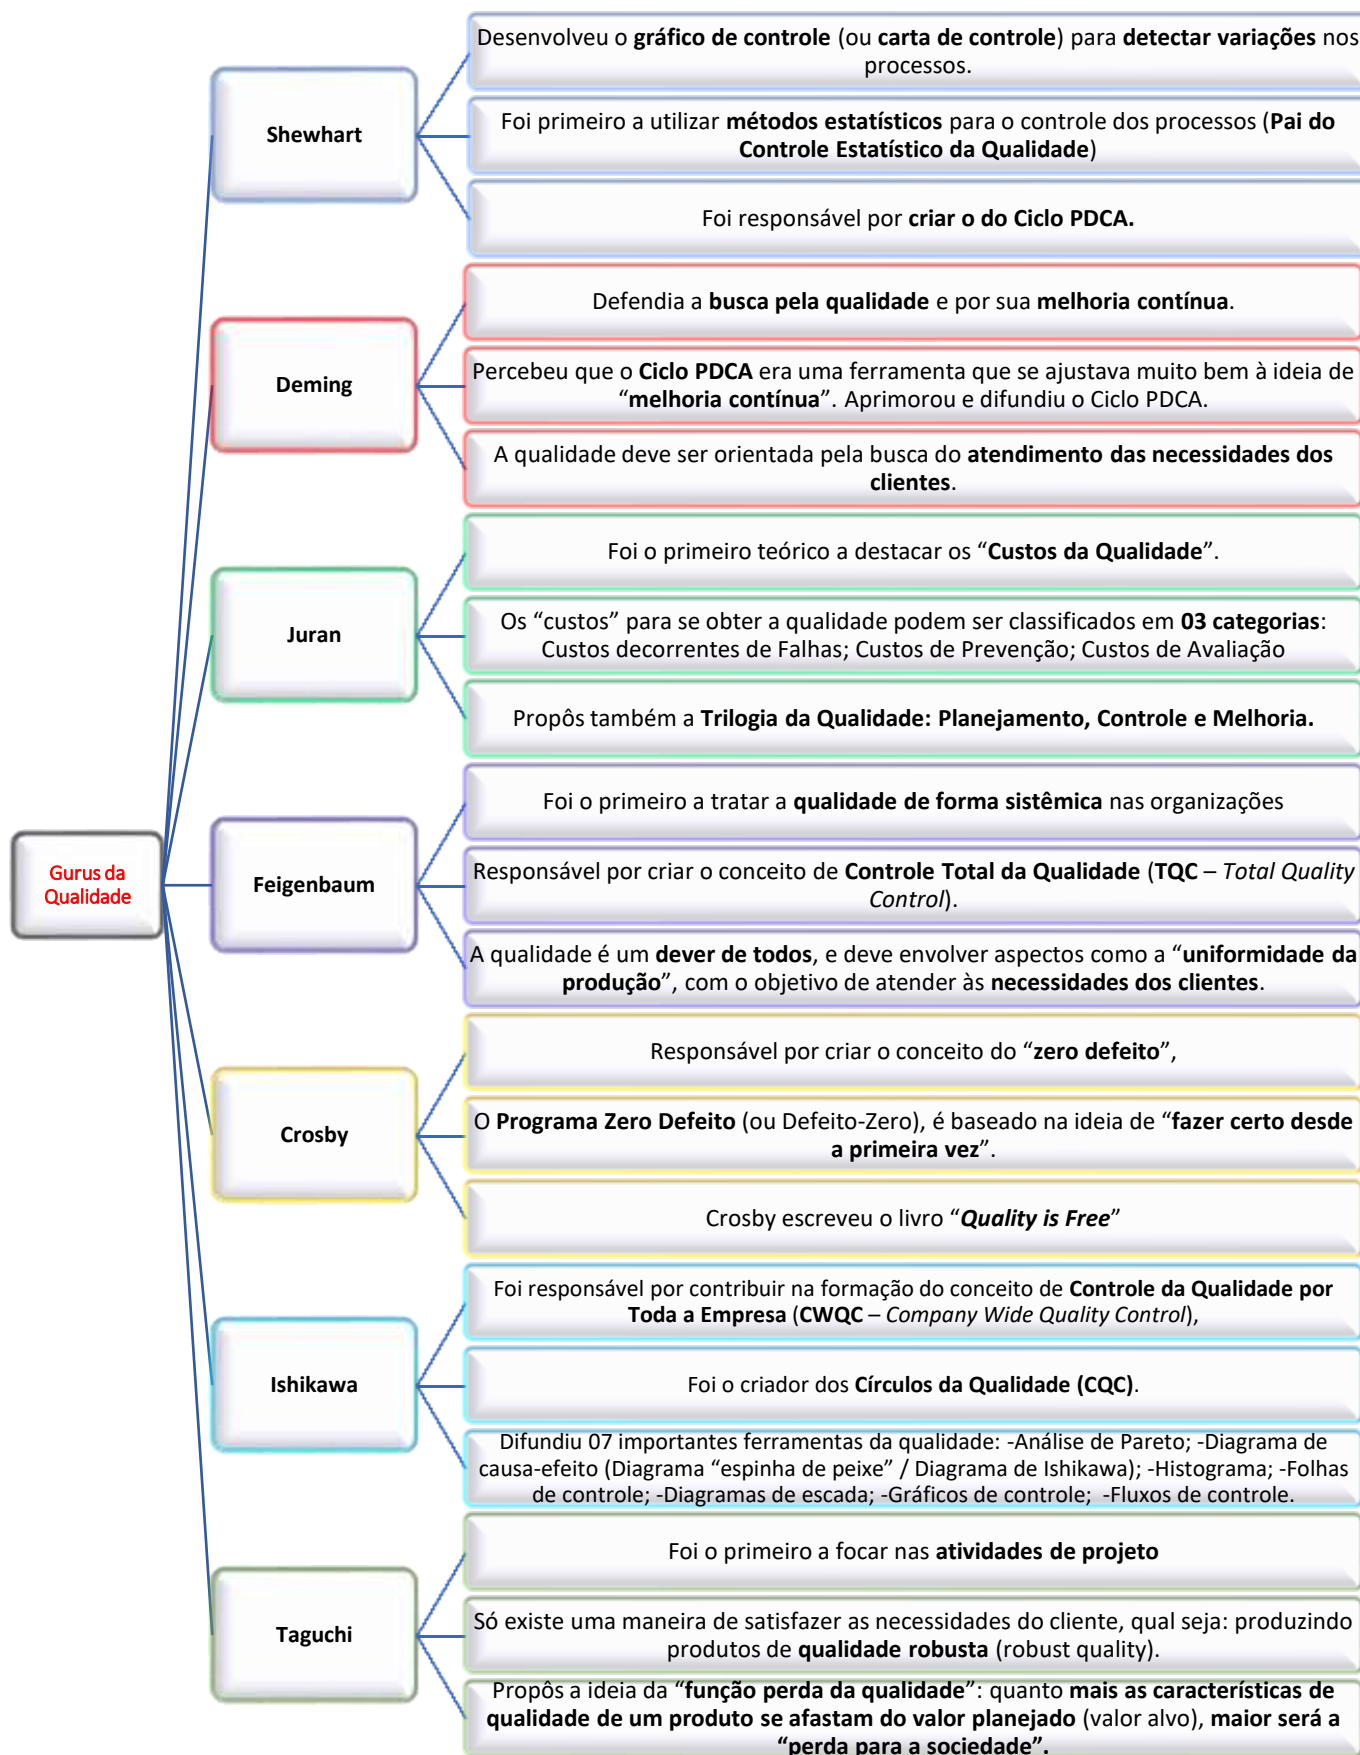 Gurus da
Qualidade
Shewhart
Desenvolveu o gráfico de controle (ou carta de controle) para detectar variações nos
processos.
Foi primeiro a utilizar métodos estatísticos para o controle dos processos (Pai do
Controle Estatístico da Qualidade)
Foi responsável por criar o do Ciclo PDCA.
Deming
Defendia a busca pela qualidade e por sua melhoria contínua.
Percebeu que o Ciclo PDCA era uma ferramenta que se ajustava muito bem à ideia de
“melhoria contínua”. Aprimorou e difundiu o Ciclo PDCA.
A qualidade deve ser orientada pela busca do atendimento das necessidades dos
clientes.
Juran
Foi o primeiro teórico a destacar os “Custos da Qualidade”.
Os “custos” para se obter a qualidade podem ser classificados em 03 categorias:
Custos decorrentes de Falhas; Custos de Prevenção; Custos de Avaliação
Propôs também a Trilogia da Qualidade: Planejamento, Controle e Melhoria.
Feigenbaum
Foi o primeiro a tratar a qualidade de forma sistêmica nas organizações
Responsável por criar o conceito de Controle Total da Qualidade (TQC – Total Quality
Control).
A qualidade é um dever de todos, e deve envolver aspectos como a “uniformidade da
produção”, com o objetivo de atender às necessidades dos clientes.
Crosby
Responsável por criar o conceito do “zero defeito”,
O Programa Zero Defeito (ou Defeito-Zero), é baseado na ideia de “fazer certo desde
a primeira vez”.
Crosby escreveu o livro “Quality is Free”
Ishikawa
Foi responsável por contribuir na formação do conceito de Controle da Qualidade por
Toda a Empresa (CWQC – Company Wide Quality Control),
Foi o criador dos Círculos da Qualidade (CQC).
Difundiu 07 importantes ferramentas da qualidade: -Análise de Pareto; -Diagrama de
causa-efeito (Diagrama “espinha de peixe” / Diagrama de Ishikawa); -Histograma; -Folhas
de controle; -Diagramas de escada; -Gráficos de controle; -Fluxos de controle.
Taguchi
Foi o primeiro a focar nas atividades de projeto
Só existe uma maneira de satisfazer as necessidades do cliente, qual seja: produzindo
produtos de qualidade robusta (robust quality).
Propôs a ideia da “função perda da qualidade”: quanto mais as características de
qualidade de um produto se afastam do valor planejado (valor alvo), maior será a
“perda para a sociedade”.